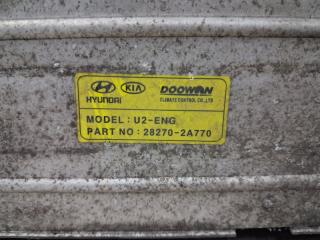 HYUNDAI KIA DOOWON
CLIMATE CONTROL CO.,LTD
MODEL : U2-ENG
PART NO : 28270-2A770